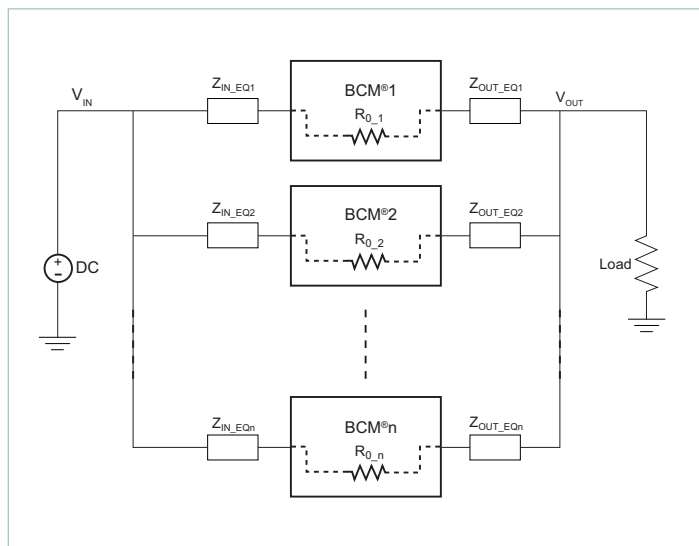 V_IN
Z_IN_EQ1
BCM®1
R_0_1
Z_OUT_EQ1
V_OUT
Z_IN_EQ2
BCM®2
R_0_2
Z_OUT_EQ2
+
-
DC
Load
Z_IN_EQn
BCM®n
R_0_n
Z_OUT_EQn